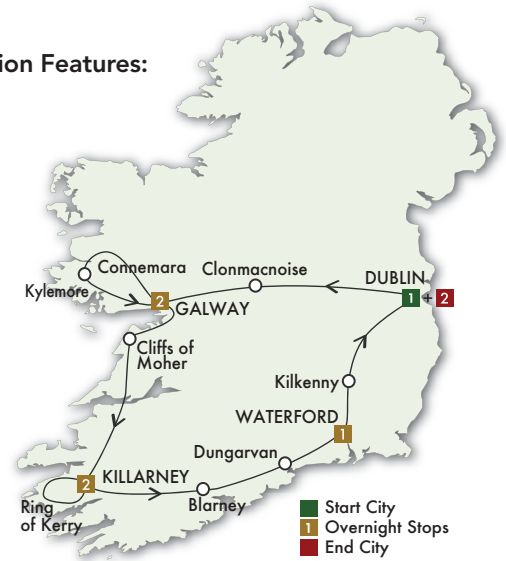 ion Features:
Connemara
Clonmacnoise
DUBLIN
Kylemore
2
GALWAY
1 + 2
Cliffs of
Moher
Kilkenny
WATERFORD
1
Dungarvan
2
KILLARNEY
Ring
of Kerry
Blarney
Start City
1 Overnight Stops
End City